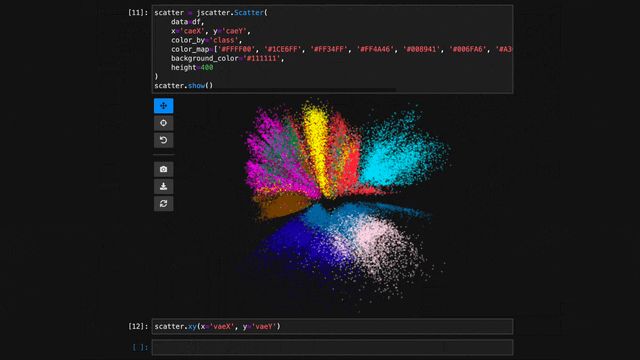 [11]: scatter = jscatter.Scatter(
data=df,
x='caeX', y='caeY',
color_by='class',
color_map=['#FFFF00', '#1CE6FF', '#FF34FF', '#FF4A46', '#008941', '#006FA6', '#A3
background_color='#111111',
height=400
)
scatter.show()
[12]: scatter.xy(x='vaeX', y='vaeY')
[ ]: